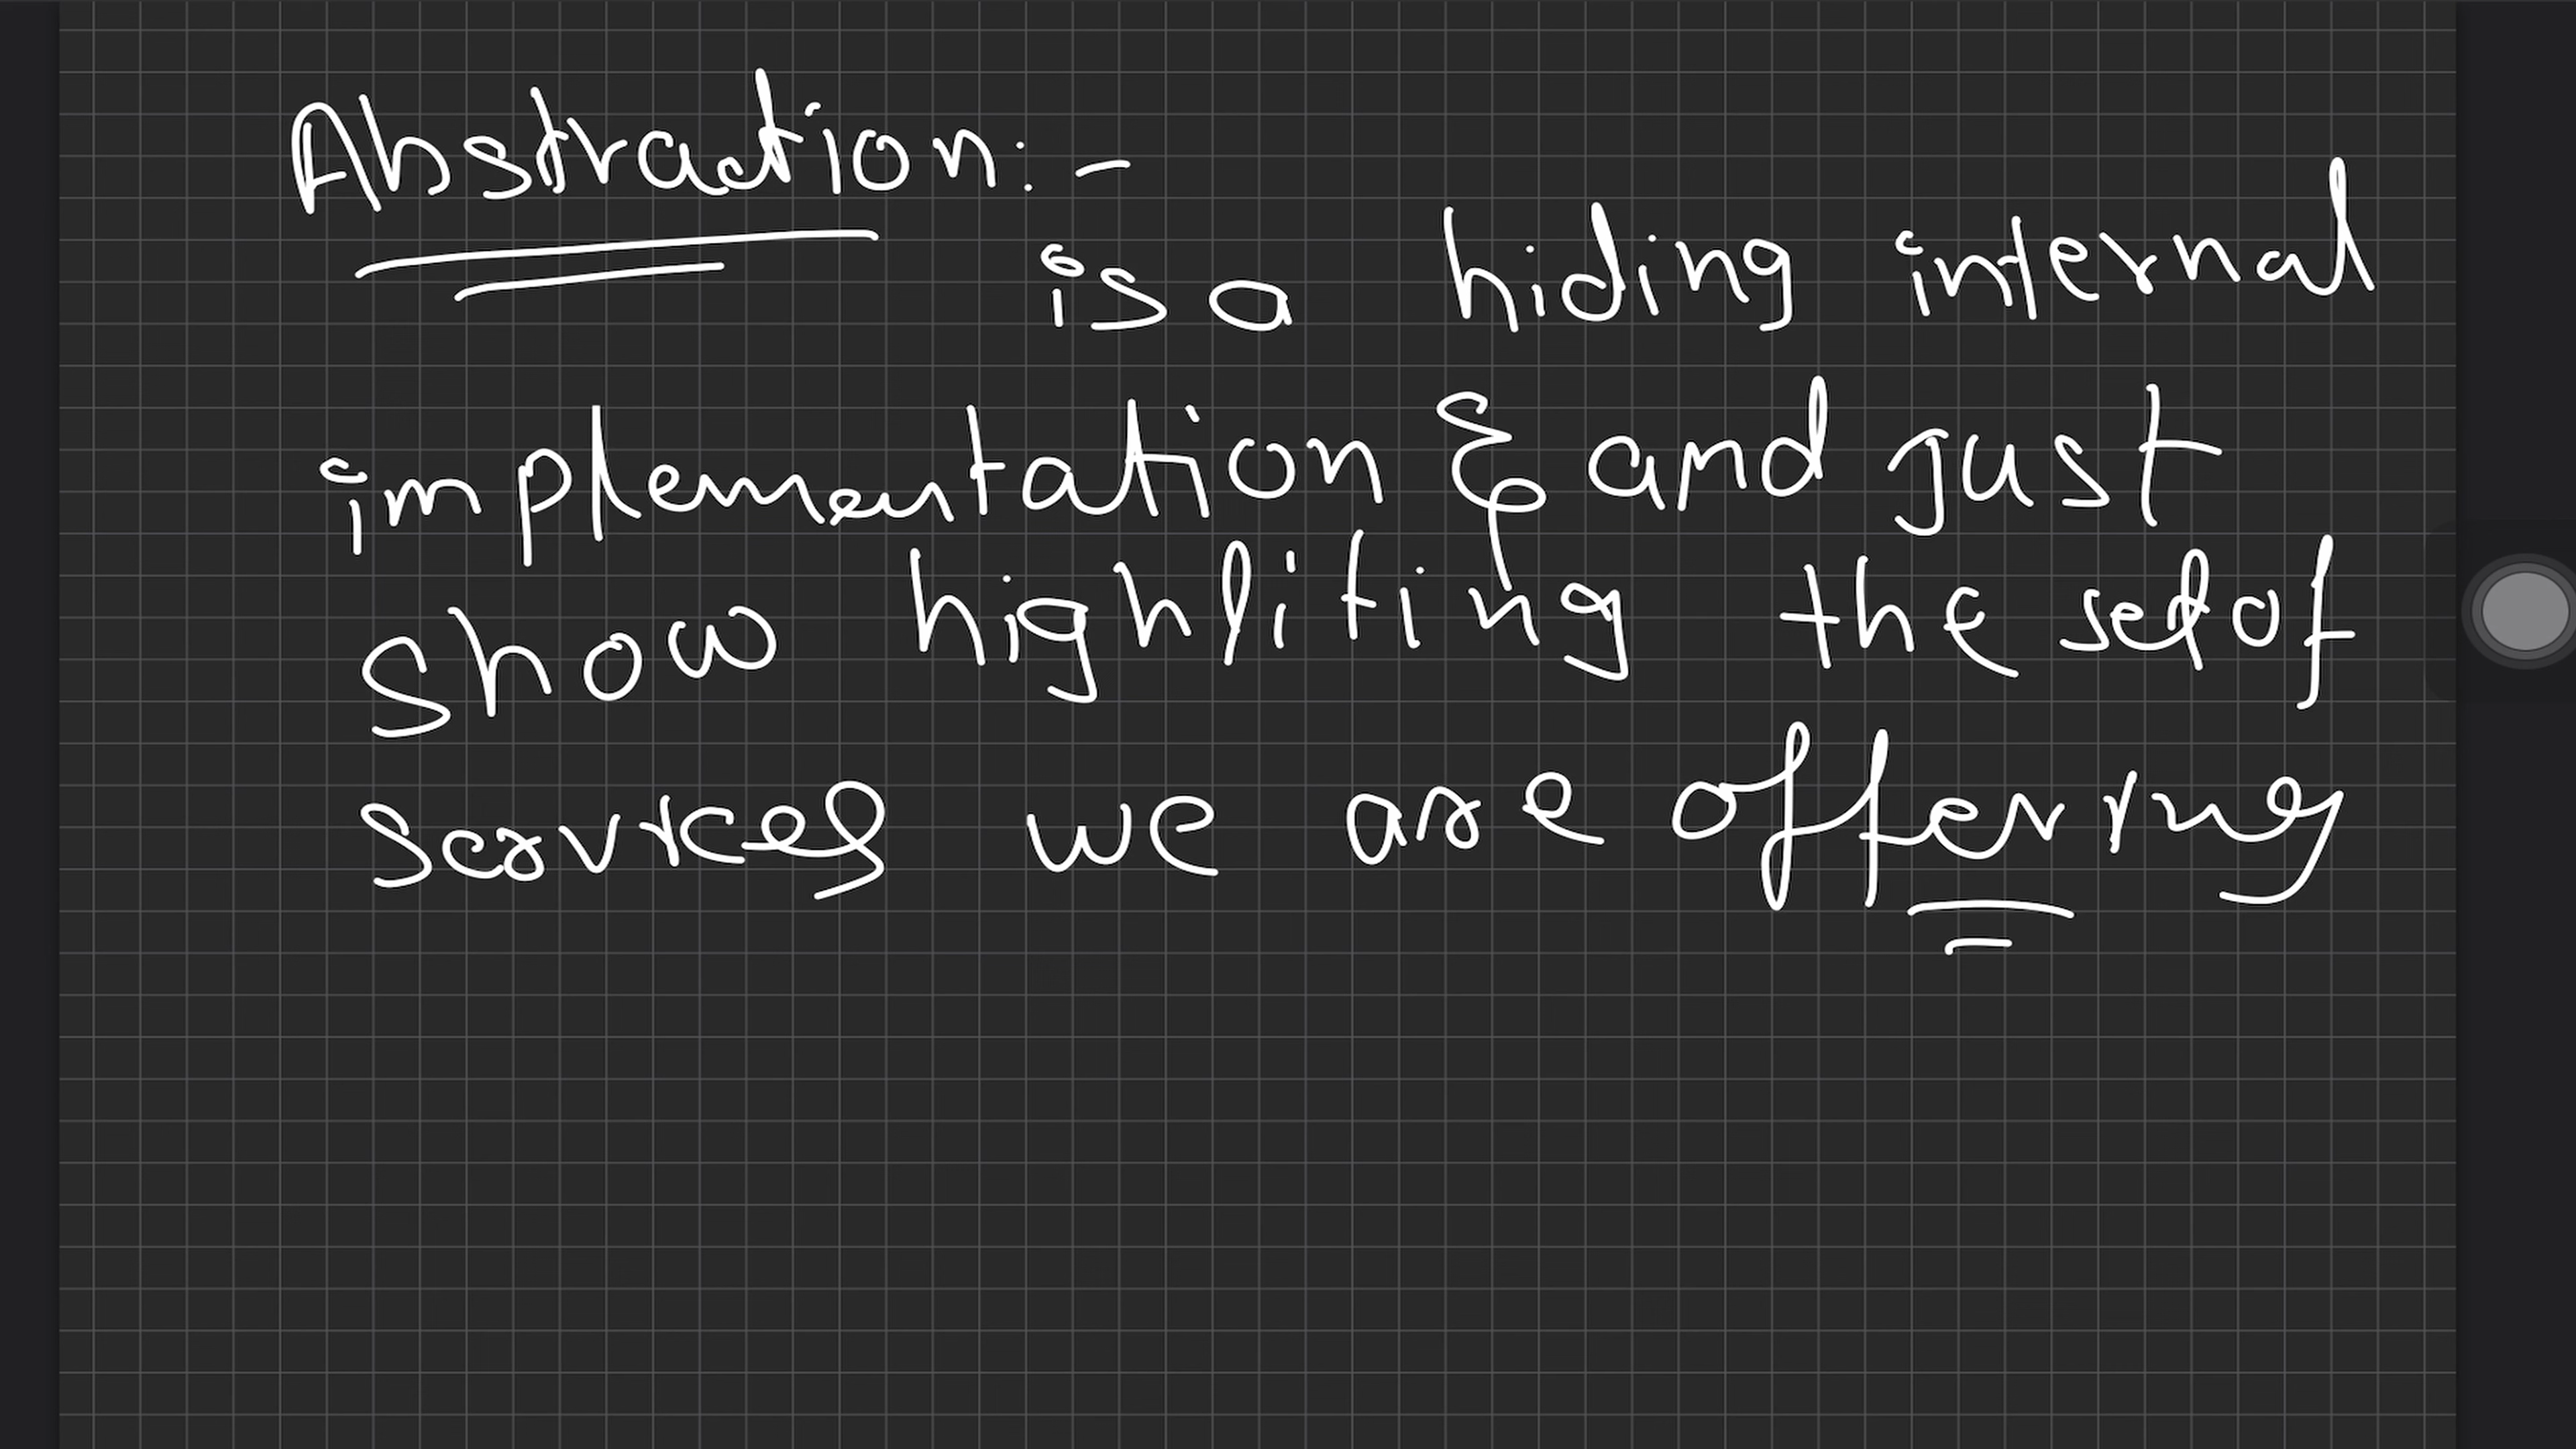 Abstraction: -
is a hiding internal
implementation & and just
show highliting the set of
services we are offering